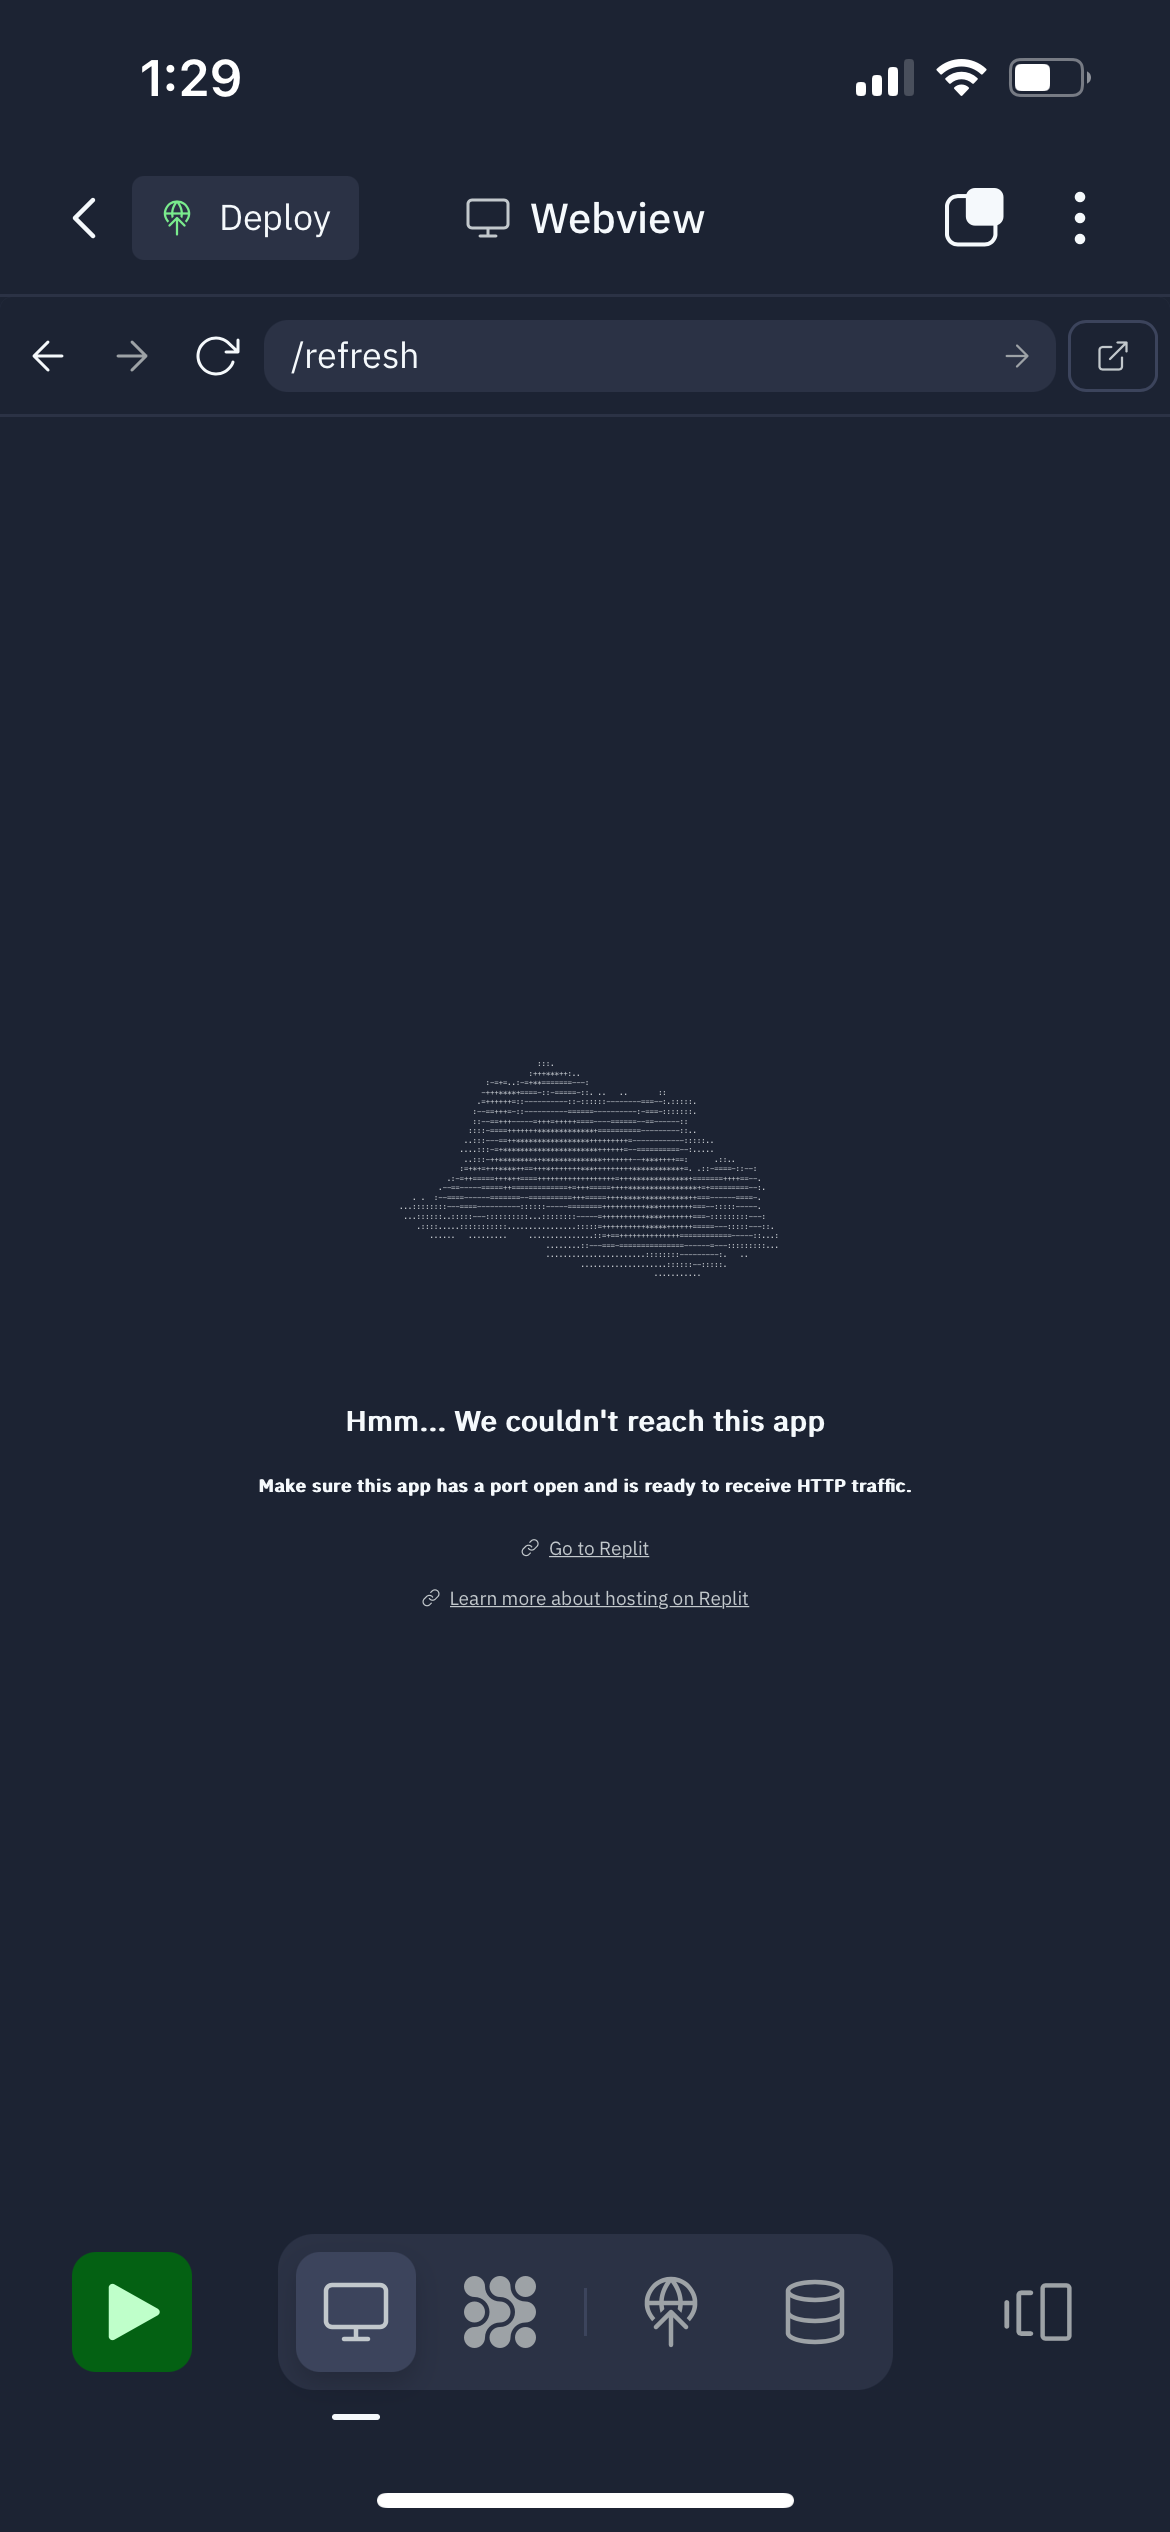 1:29
Deploy
Webview
/refresh
Hmm... We couldn't reach this app
Make sure this app has a port open and is ready to receive HTTP traffic.
Go to Replit
Learn more about hosting on Replit